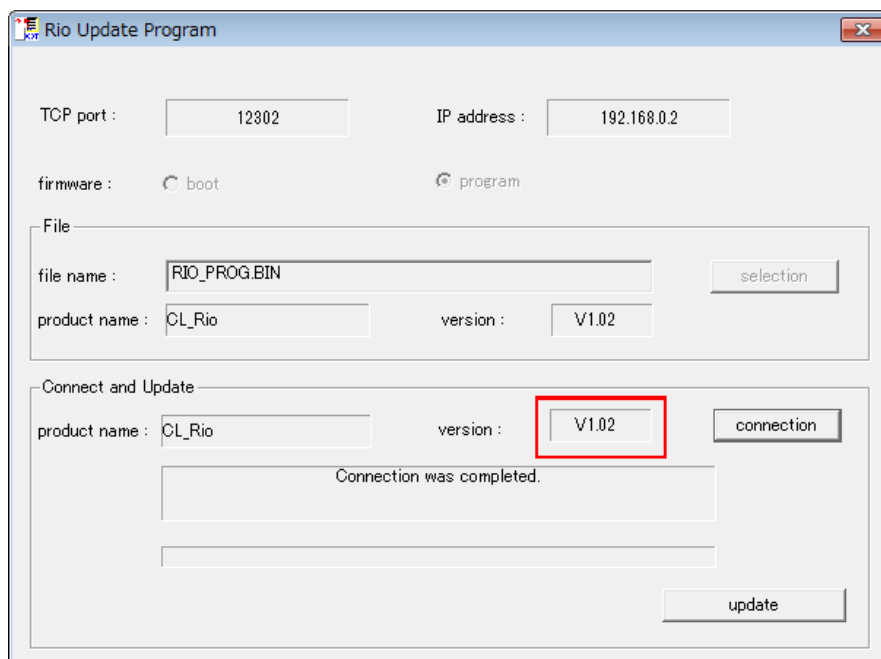 Rio Update Program
TCP port : 12302 IP address : 192.168.0.2
firmware : boot program
File
file name : RIO_PROG.BIN selection
product name : CL_Rio version : V1.02
Connect and Update
product name : CL_Rio version : V1.02 connection
Connection was completed.
update